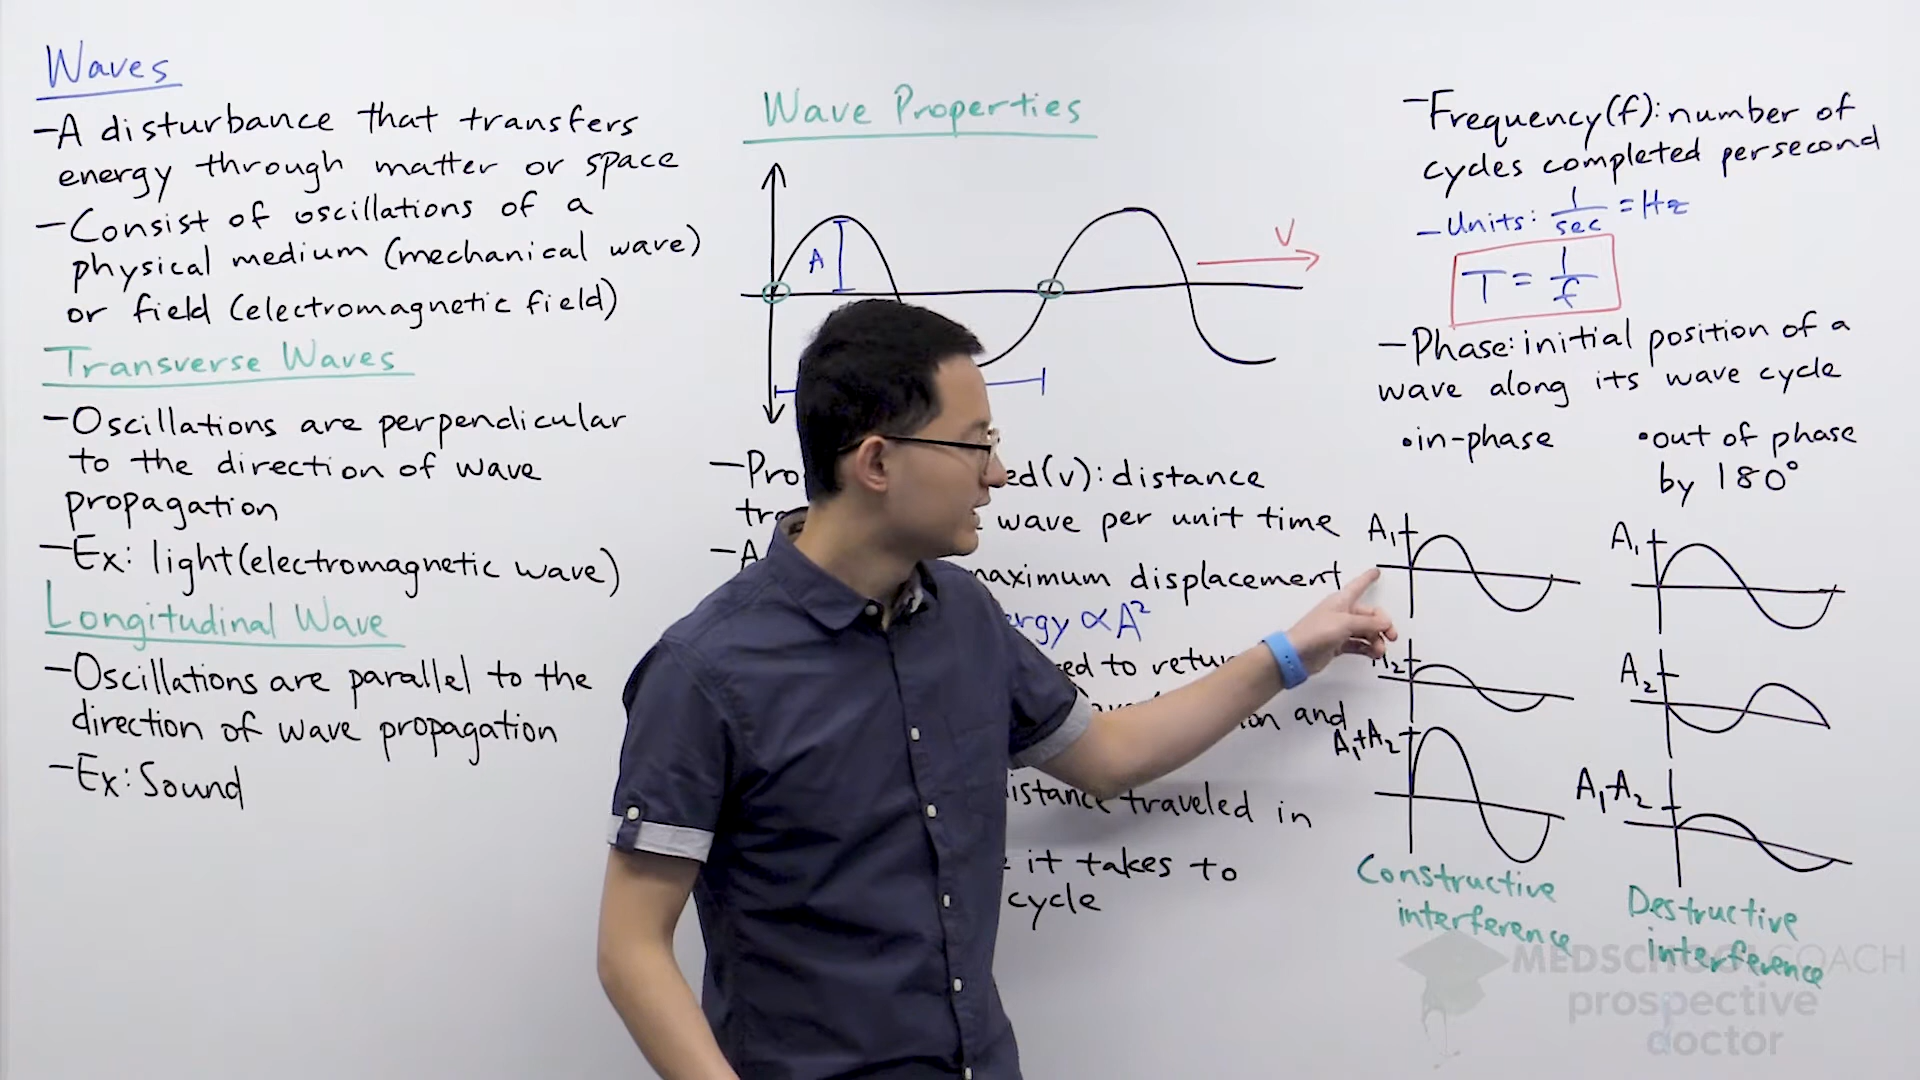 Waves
-A disturbance that transfers
energy through matter or space
-Consist of oscillations of a
physical medium (mechanical wave)
or field (electromagnetic field)
Transverse Waves
-Oscillations are perpendicular
to the direction of wave
propagation
-Ex: light (electromagnetic wave)
Longitudinal Wave
-Oscillations are parallel to the
direction of wave propagation
-Ex: Sound
Wave Properties
A
V
(v): distance
wave per unit time
maximum displacement
∝A²
to
and
distance traveled in
it takes to
cycle
-Frequency (f): number of
cycles completed per second
-Units: 1/sec = Hz
T = 1/f
-Phase: initial position of a
wave along its wave cycle
•in-phase
A₁
A₂
A₁+A₂
Constructive
interference
•out of phase
by 180°
A₁
A₂
A₁-A₂
Destructive
interference
MEDSCHOOLCOACH
prospective
doctor